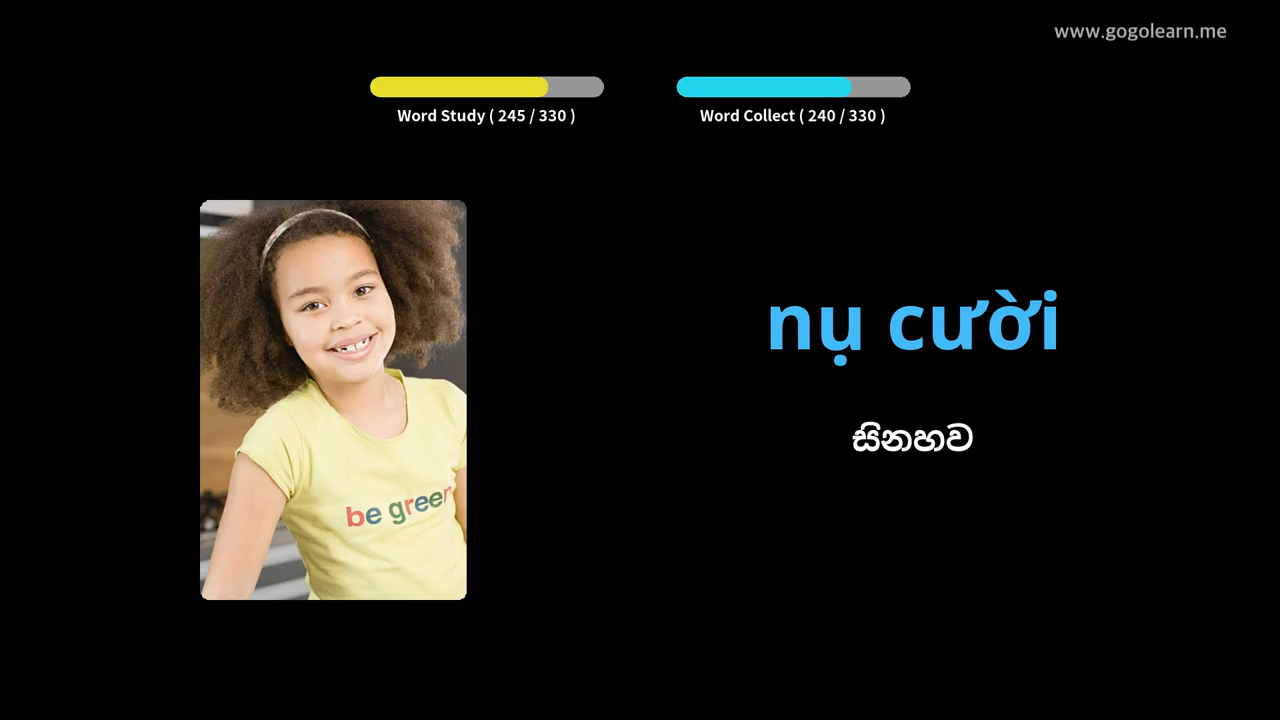 www.gogolearn.me
Word Study ( 245 / 330 )
Word Collect ( 240 / 330 )
nụ cười
සිනහව
be green